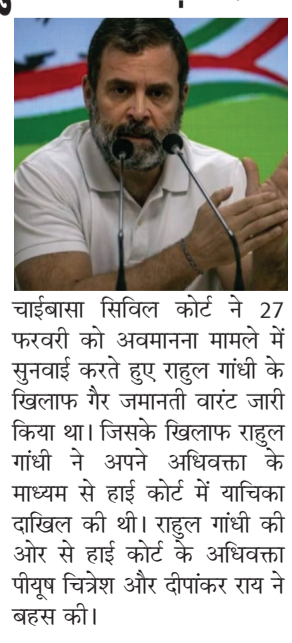 चाईबासा सिविल कोर्ट ने 27
फरवरी को अवमानना मामले में
सुनवाई करते हुए राहुल गांधी के
खिलाफ गैर जमानती वारंट जारी
किया था। जिसके खिलाफ राहुल
गांधी ने अपने अधिवक्ता के
माध्यम से हाई कोर्ट में याचिका
दाखिल की थी। राहुल गांधी की
ओर से हाई कोर्ट के अधिवक्ता
पीयूष चित्रेश और दीपांकर राय ने
बहस की।